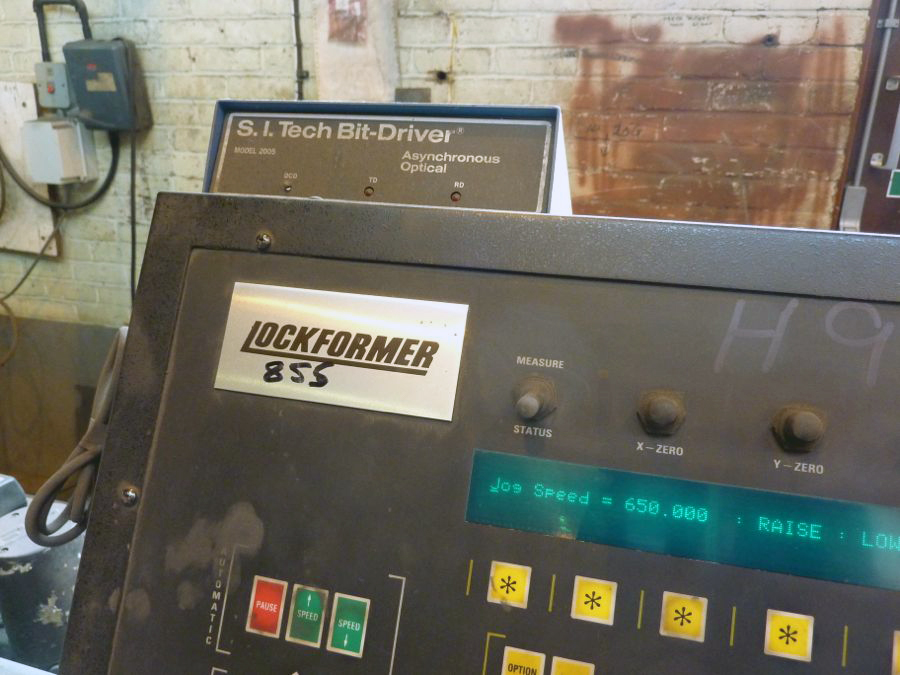 S. I. Tech Bit-Driver®
MODEL 2005
Asynchronous
Optical
DCD
TD
RD
LOCKFORMER
855
H 9
MEASURE
STATUS
X-ZERO
Y-ZERO
Jog Speed = 650.000 : RAISE : LOW
AUTOMATIC
PAUSE
SPEED
SPEED
*
*
*
*
OPTION